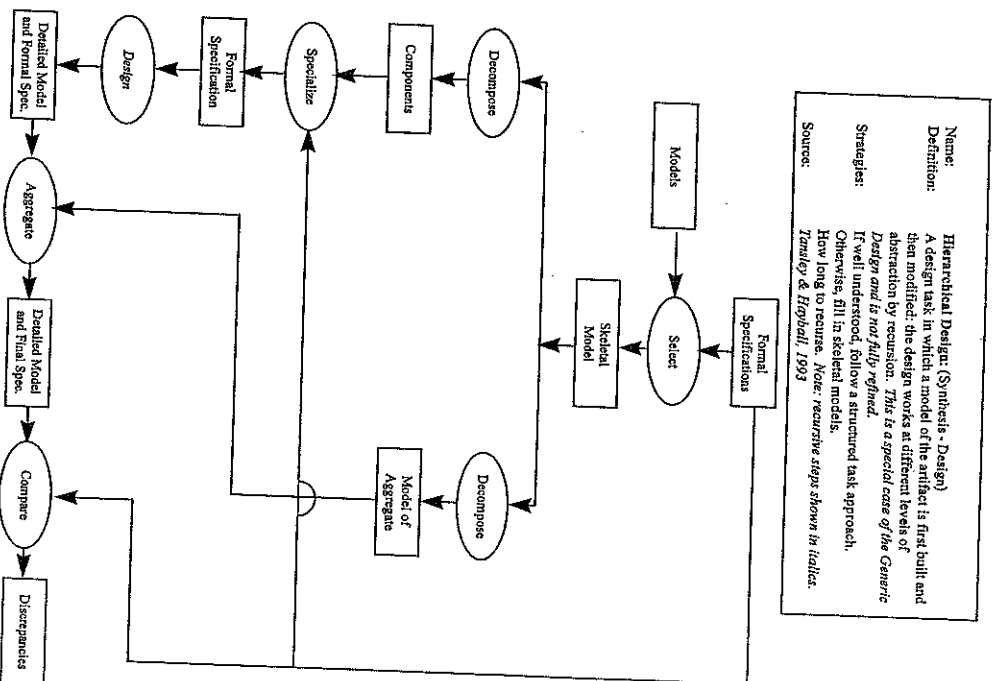 Name: Hierarchical Design: (Synthesis - Design)
Definition: A design task in which a model of the artifact is first built and
then modified: the design works at different levels of
abstraction by recursion. This is a special case of the Generic
Design and is not fully refined.
Strategies: If well understood, follow a structured task approach.
Otherwise, fill in skeletal models.
How long to recurse. Note: recursive steps shown in italics.
Source: Tansley & Hayball, 1993
Formal
Specifications
Models
Select
Skeletal
Model
Decompose
Decompose
Components
Model of
Aggregate
Specialize
Formal
Specification
Design
Detailed Model
and Formal Spec.
Aggregate
Detailed Model
and Final Spec.
Compare
Discrepancies